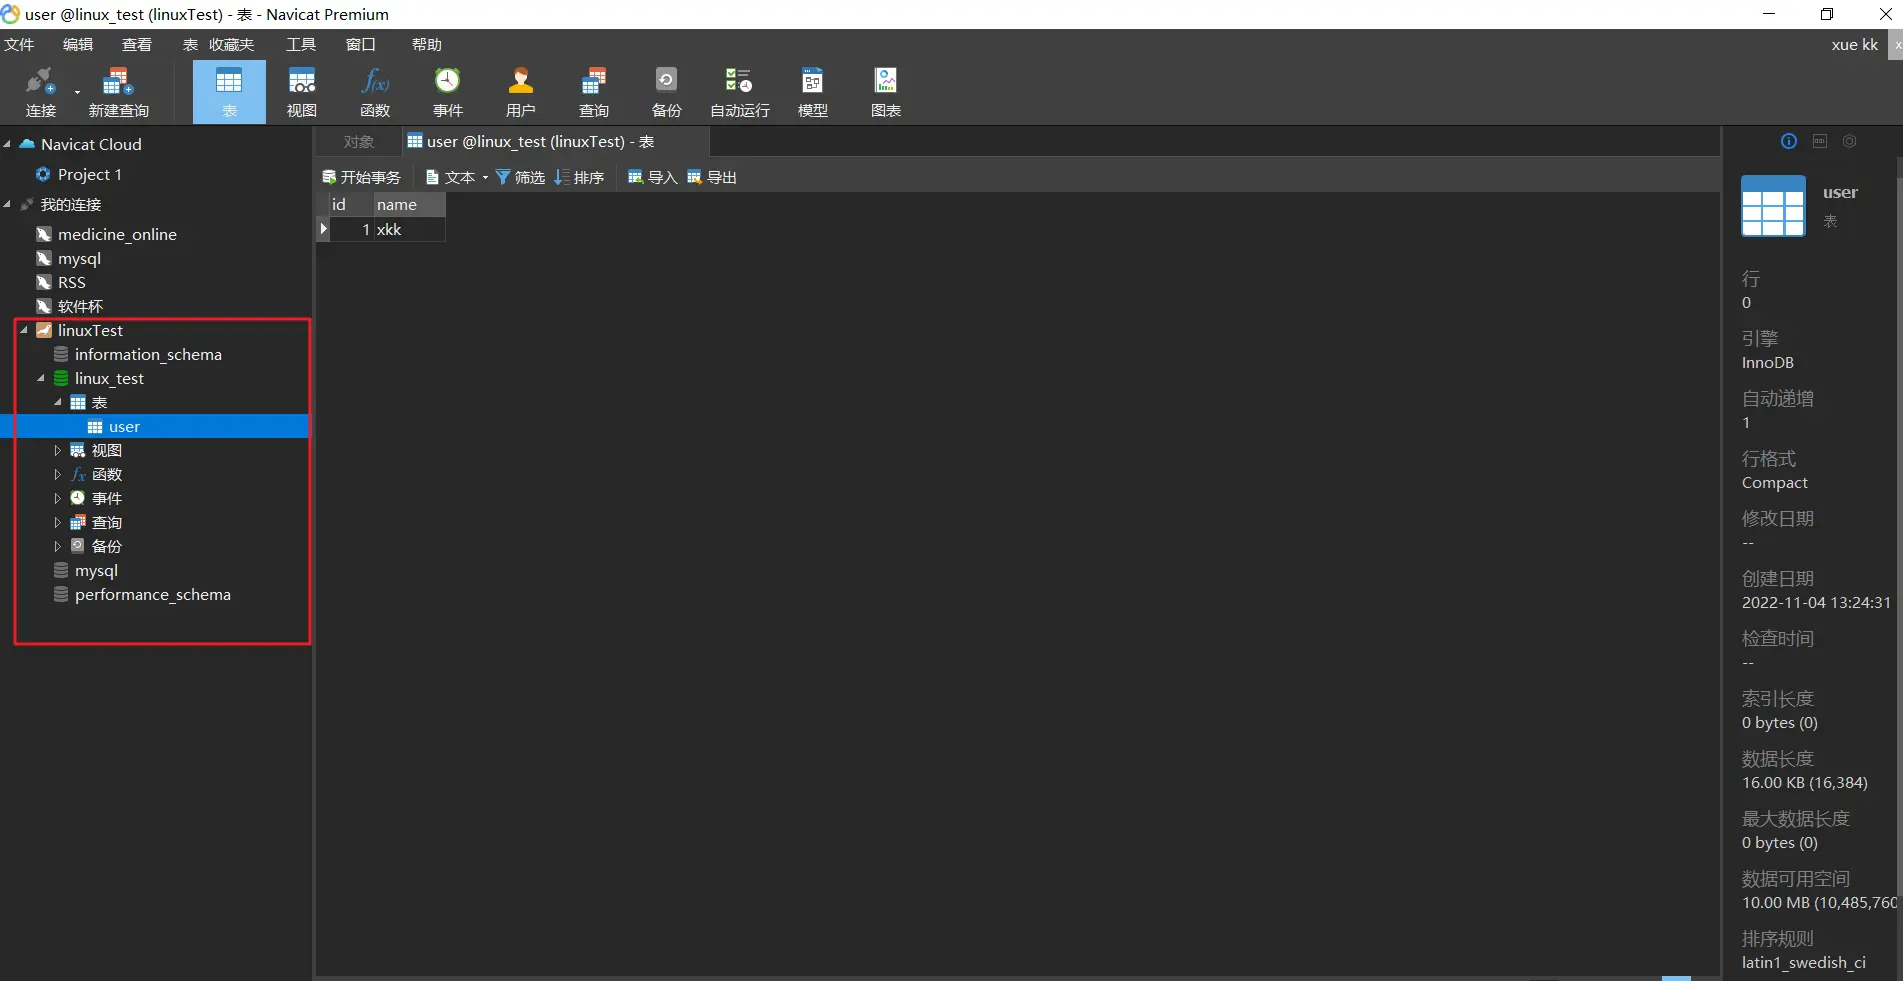 user @linux_test (linuxTest) - 表 - Navicat Premium
文件 编辑 查看 表 收藏夹 工具 窗口 帮助 xue kk
连接 新建查询 表 视图 函数 事件 用户 查询 备份 自动运行 模型 图表
Navicat Cloud
Project 1
我的连接
medicine_online
mysql
RSS
软件杯
linuxTest
information_schema
linux_test
表
user
视图
函数
事件
查询
备份
mysql
performance_schema
对象 user @linux_test (linuxTest) - 表
开始事务 文本 筛选 排序 导入 导出
id name
1 xkk
user
表
行
0
引擎
InnoDB
自动递增
1
行格式
Compact
修改日期
--
创建日期
2022-11-04 13:24:31
检查时间
--
索引长度
0 bytes (0)
数据长度
16.00 KB (16,384)
最大数据长度
0 bytes (0)
数据可用空间
10.00 MB (10,485,760
排序规则
latin1_swedish_ci